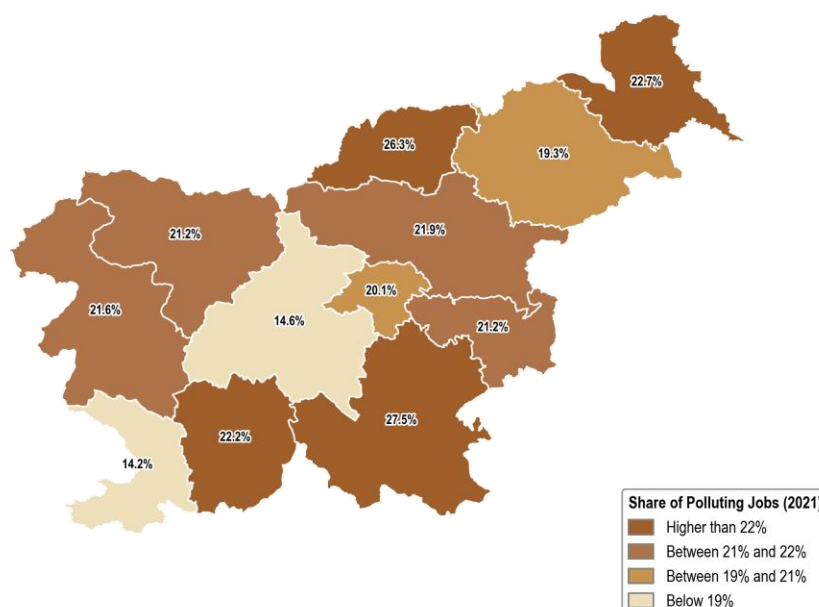 22.7%
26.3%
19.3%
21.2%
21.9%
21.6%
20.1%
14.6%
21.2%
27.5%
22.2%
14.2%
Share of Polluting Jobs (2021)
Higher than 22%
Between 21% and 22%
Between 19% and 21%
Below 19%